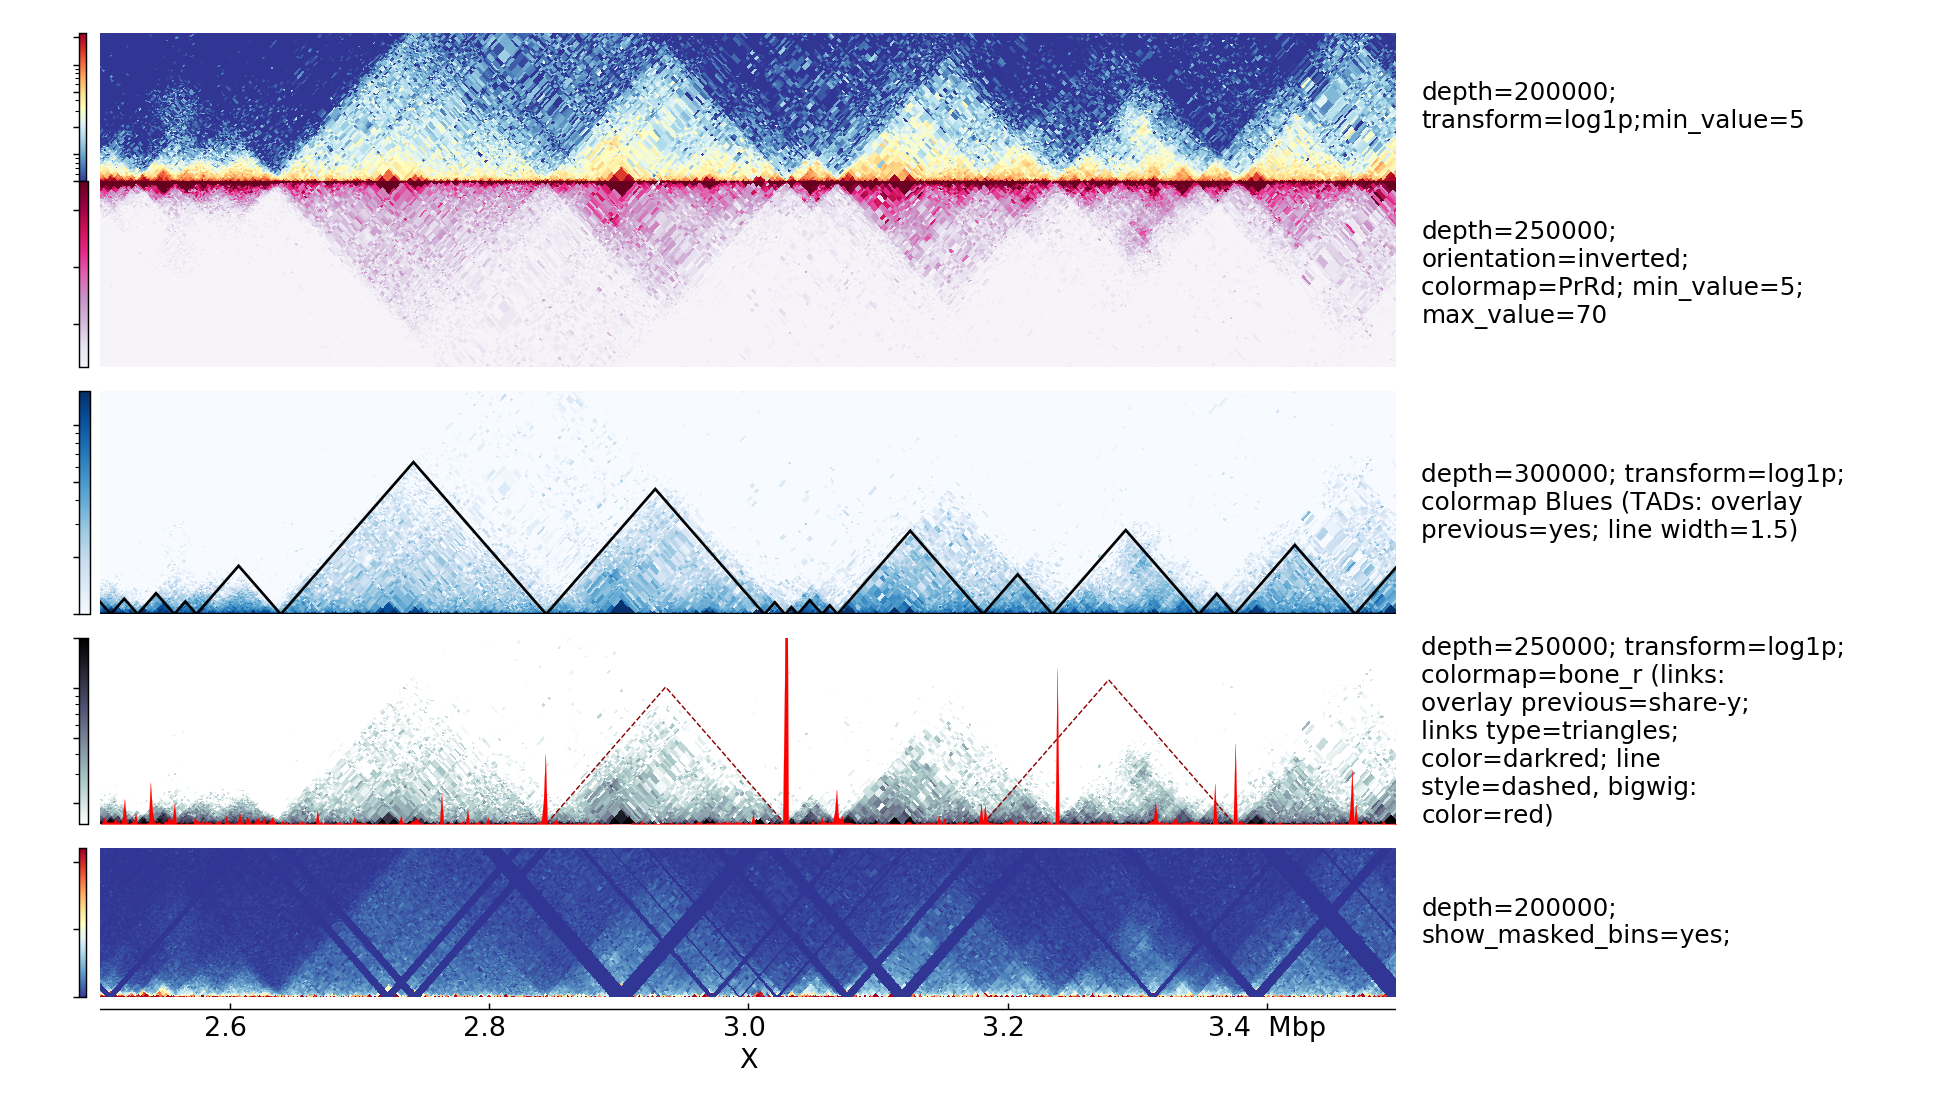 depth=200000;
transform=log1p;min_value=5
depth=250000;
orientation=inverted;
colormap=PrRd; min_value=5;
max_value=70
depth=300000; transform=log1p;
colormap Blues (TADs: overlay
previous=yes; line width=1.5)
depth=250000; transform=log1p;
colormap=bone_r (links:
overlay previous=share-y;
links type=triangles;
color=darkred; line
style=dashed, bigwig:
color=red)
depth=200000;
show_masked_bins=yes;
2.6 2.8 3.0 3.2 3.4 Mbp
X